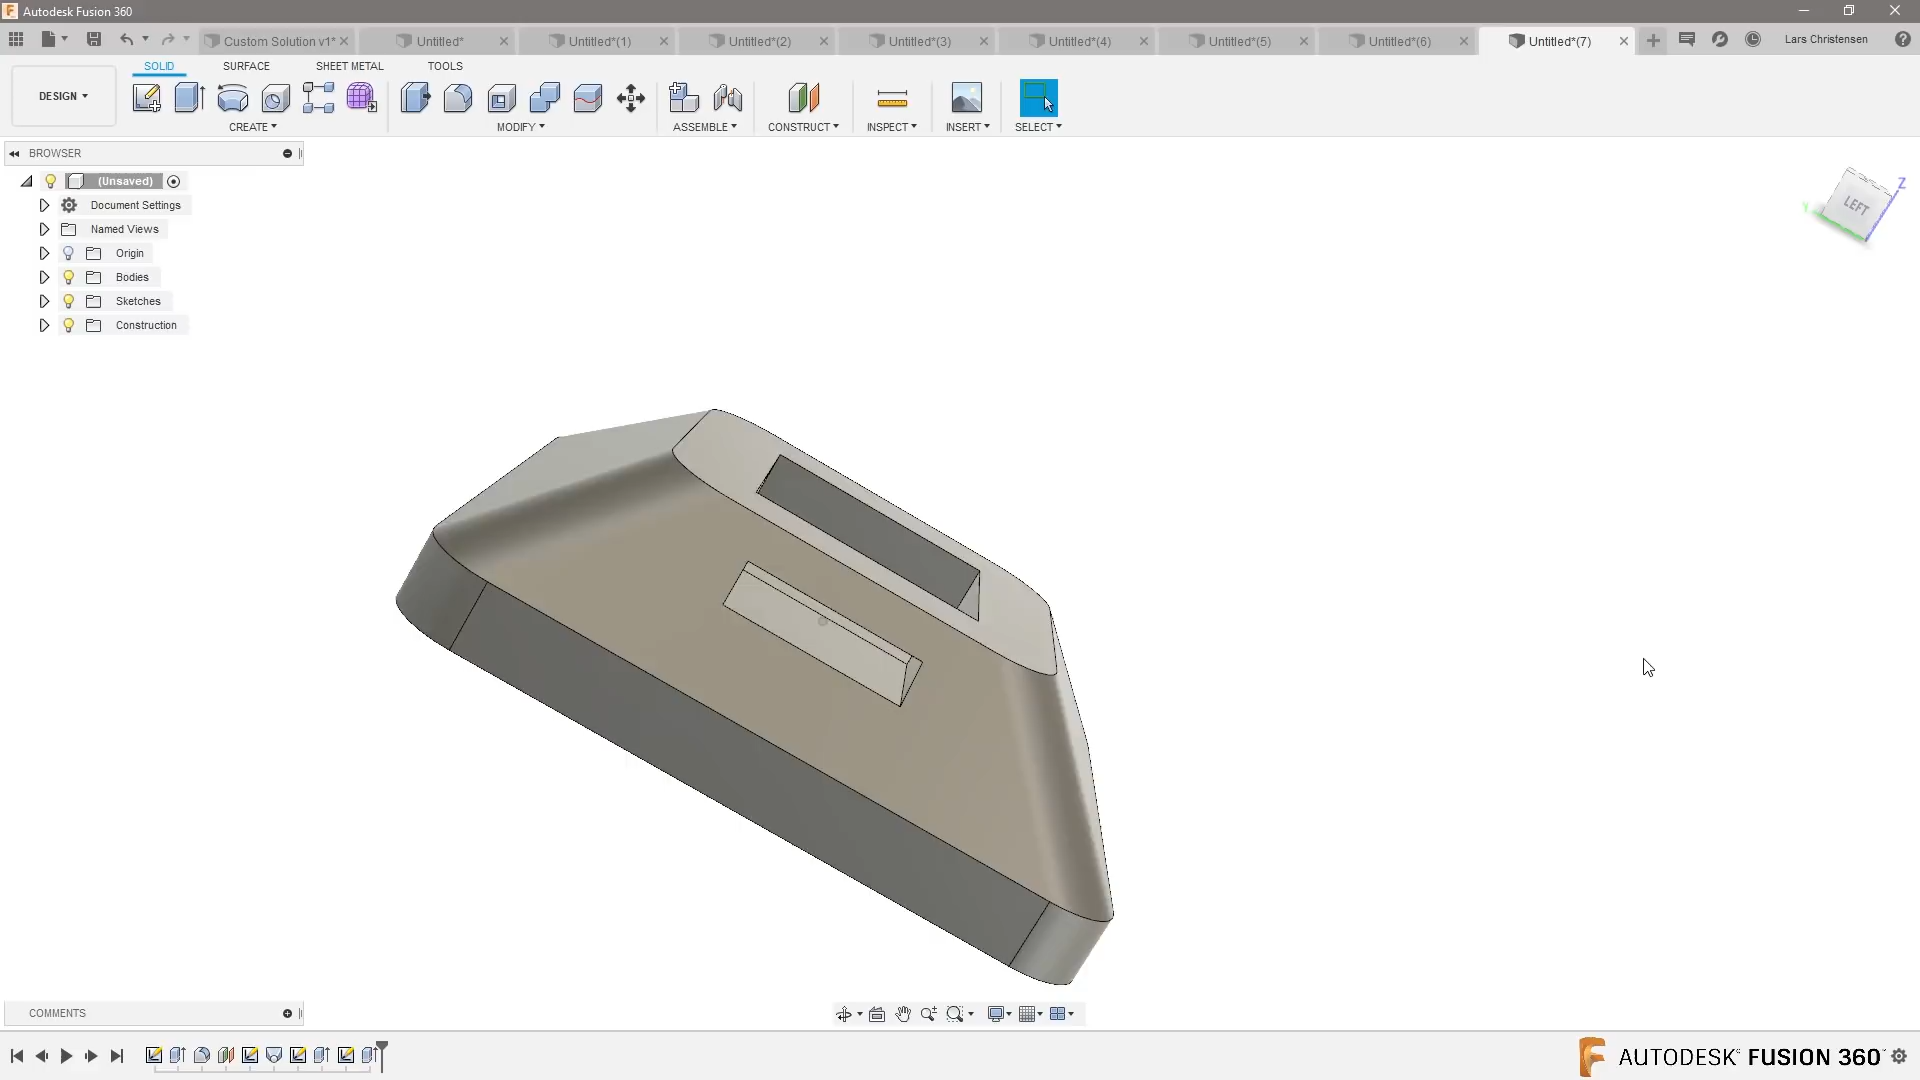 Autodesk Fusion 360
Custom Solution v1*
Untitled*
Untitled*(1)
Untitled*(2)
Untitled*(3)
Untitled*(4)
Untitled*(5)
Untitled*(6)
Untitled*(7)
Lars Christensen
SOLID
SURFACE
SHEET METAL
TOOLS
DESIGN
CREATE
MODIFY
ASSEMBLE
CONSTRUCT
INSPECT
INSERT
SELECT
BROWSER
(Unsaved)
Document Settings
Named Views
Origin
Bodies
Sketches
Construction
Z
Y
LEFT
COMMENTS
AUTODESK® FUSION 360™